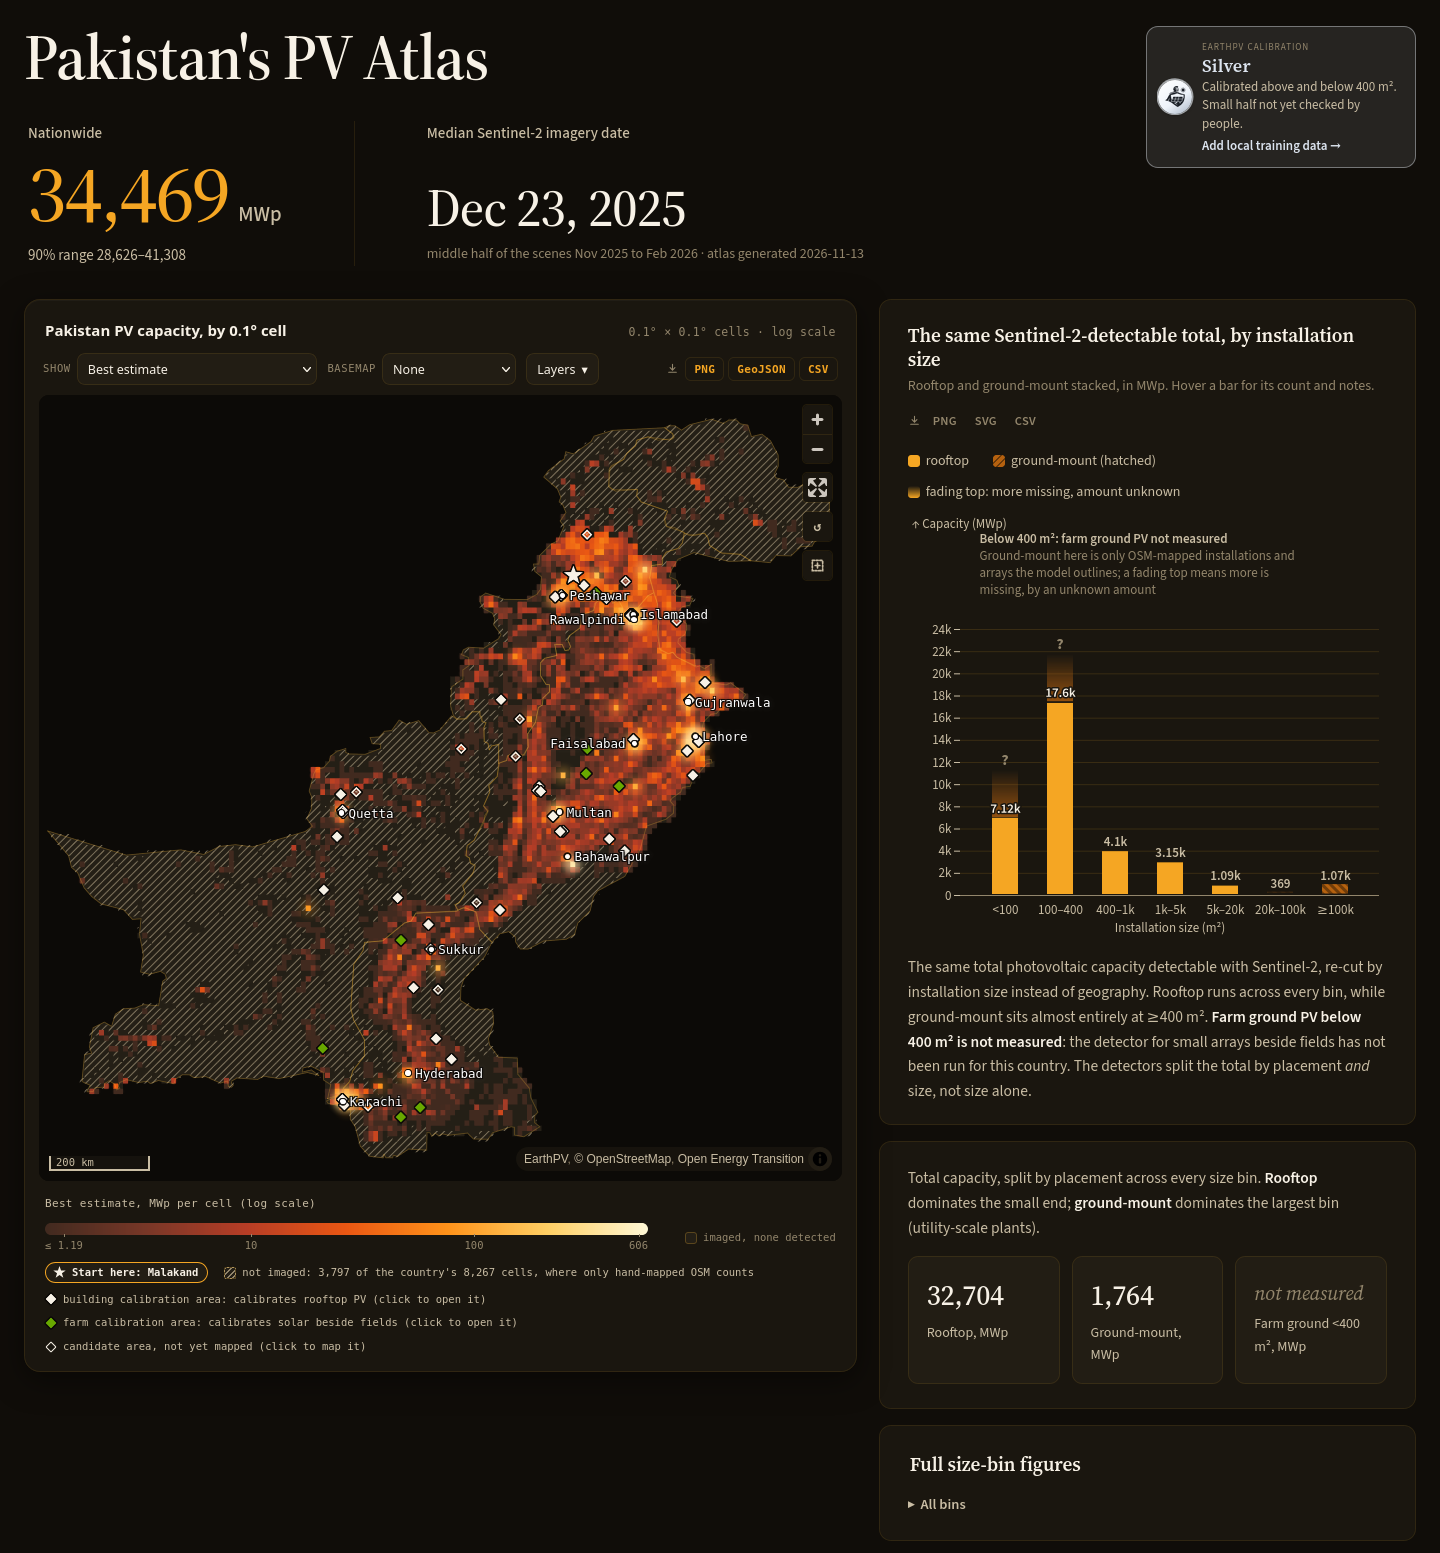 Pakistan's PV Atlas
EARTHPV CALIBRATION
Silver
Calibrated above and below 400 m².
Small half not yet checked by
people.
Add local training data →
Nationwide
34,469 MWp
90% range 28,626–41,308
Median Sentinel-2 imagery date
Dec 23, 2025
middle half of the scenes Nov 2025 to Feb 2026 · atlas generated 2026-11-13
Pakistan PV capacity, by 0.1° cell
0.1° × 0.1° cells · log scale
SHOW Best estimate BASEMAP None Layers ▾ PNG GeoJSON CSV
Peshawar
Islamabad
Rawalpindi
Gujranwala
Lahore
Faisalabad
Quetta
Multan
Bahawalpur
Sukkur
Hyderabad
Karachi
200 km
EarthPV, © OpenStreetMap, Open Energy Transition
Best estimate, MWp per cell (log scale)
≤ 1.19 10 100 606
imaged, none detected
★ Start here: Malakand
not imaged: 3,797 of the country's 8,267 cells, where only hand-mapped OSM counts
building calibration area: calibrates rooftop PV (click to open it)
farm calibration area: calibrates solar beside fields (click to open it)
candidate area, not yet mapped (click to map it)
The same Sentinel-2-detectable total, by installation
size
Rooftop and ground-mount stacked, in MWp. Hover a bar for its count and notes.
PNG SVG CSV
rooftop ground-mount (hatched)
fading top: more missing, amount unknown
↑ Capacity (MWp)
Below 400 m²: farm ground PV not measured
Ground-mount here is only OSM-mapped installations and
arrays the model outlines; a fading top means more is
missing, by an unknown amount
24k
22k
20k
18k
16k
14k
12k
10k
8k
6k
4k
2k
0
?
7.12k
?
17.6k
4.1k
3.15k
1.09k
369
1.07k
<100 100–400 400–1k 1k–5k 5k–20k 20k–100k ≥100k
Installation size (m²)
The same total photovoltaic capacity detectable with Sentinel-2, re-cut by
installation size instead of geography. Rooftop runs across every bin, while
ground-mount sits almost entirely at ≥400 m². Farm ground PV below
400 m² is not measured: the detector for small arrays beside fields has not
been run for this country. The detectors split the total by placement and
size, not size alone.
Total capacity, split by placement across every size bin. Rooftop
dominates the small end; ground-mount dominates the largest bin
(utility-scale plants).
32,704
Rooftop, MWp
1,764
Ground-mount,
MWp
not measured
Farm ground <400
m², MWp
Full size-bin figures
▸ All bins